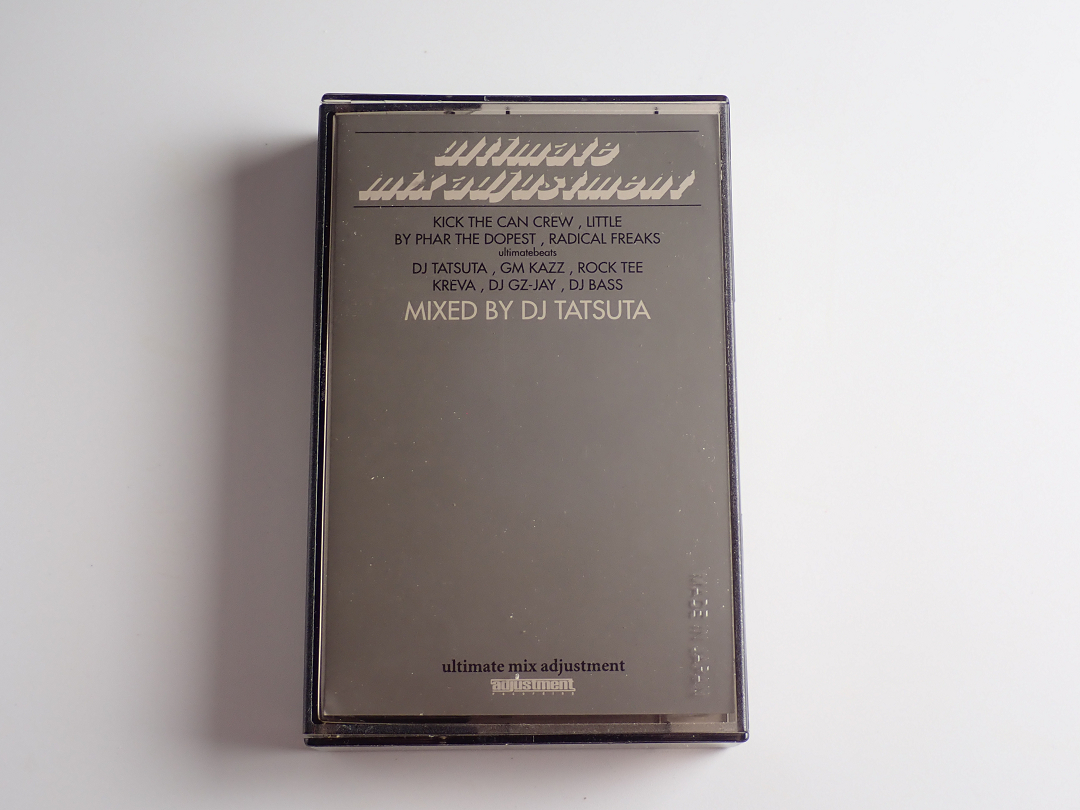 ultimate
mix adjustment
KICK THE CAN CREW , LITTLE
BY PHAR THE DOPEST , RADICAL FREAKS
ultimatebeats
DJ TATSUTA , GM KAZZ , ROCK TEE
KREVA , DJ GZ-JAY , DJ BASS
MIXED BY DJ TATSUTA
MADE IN JAPAN
ultimate mix adjustment
adjustment